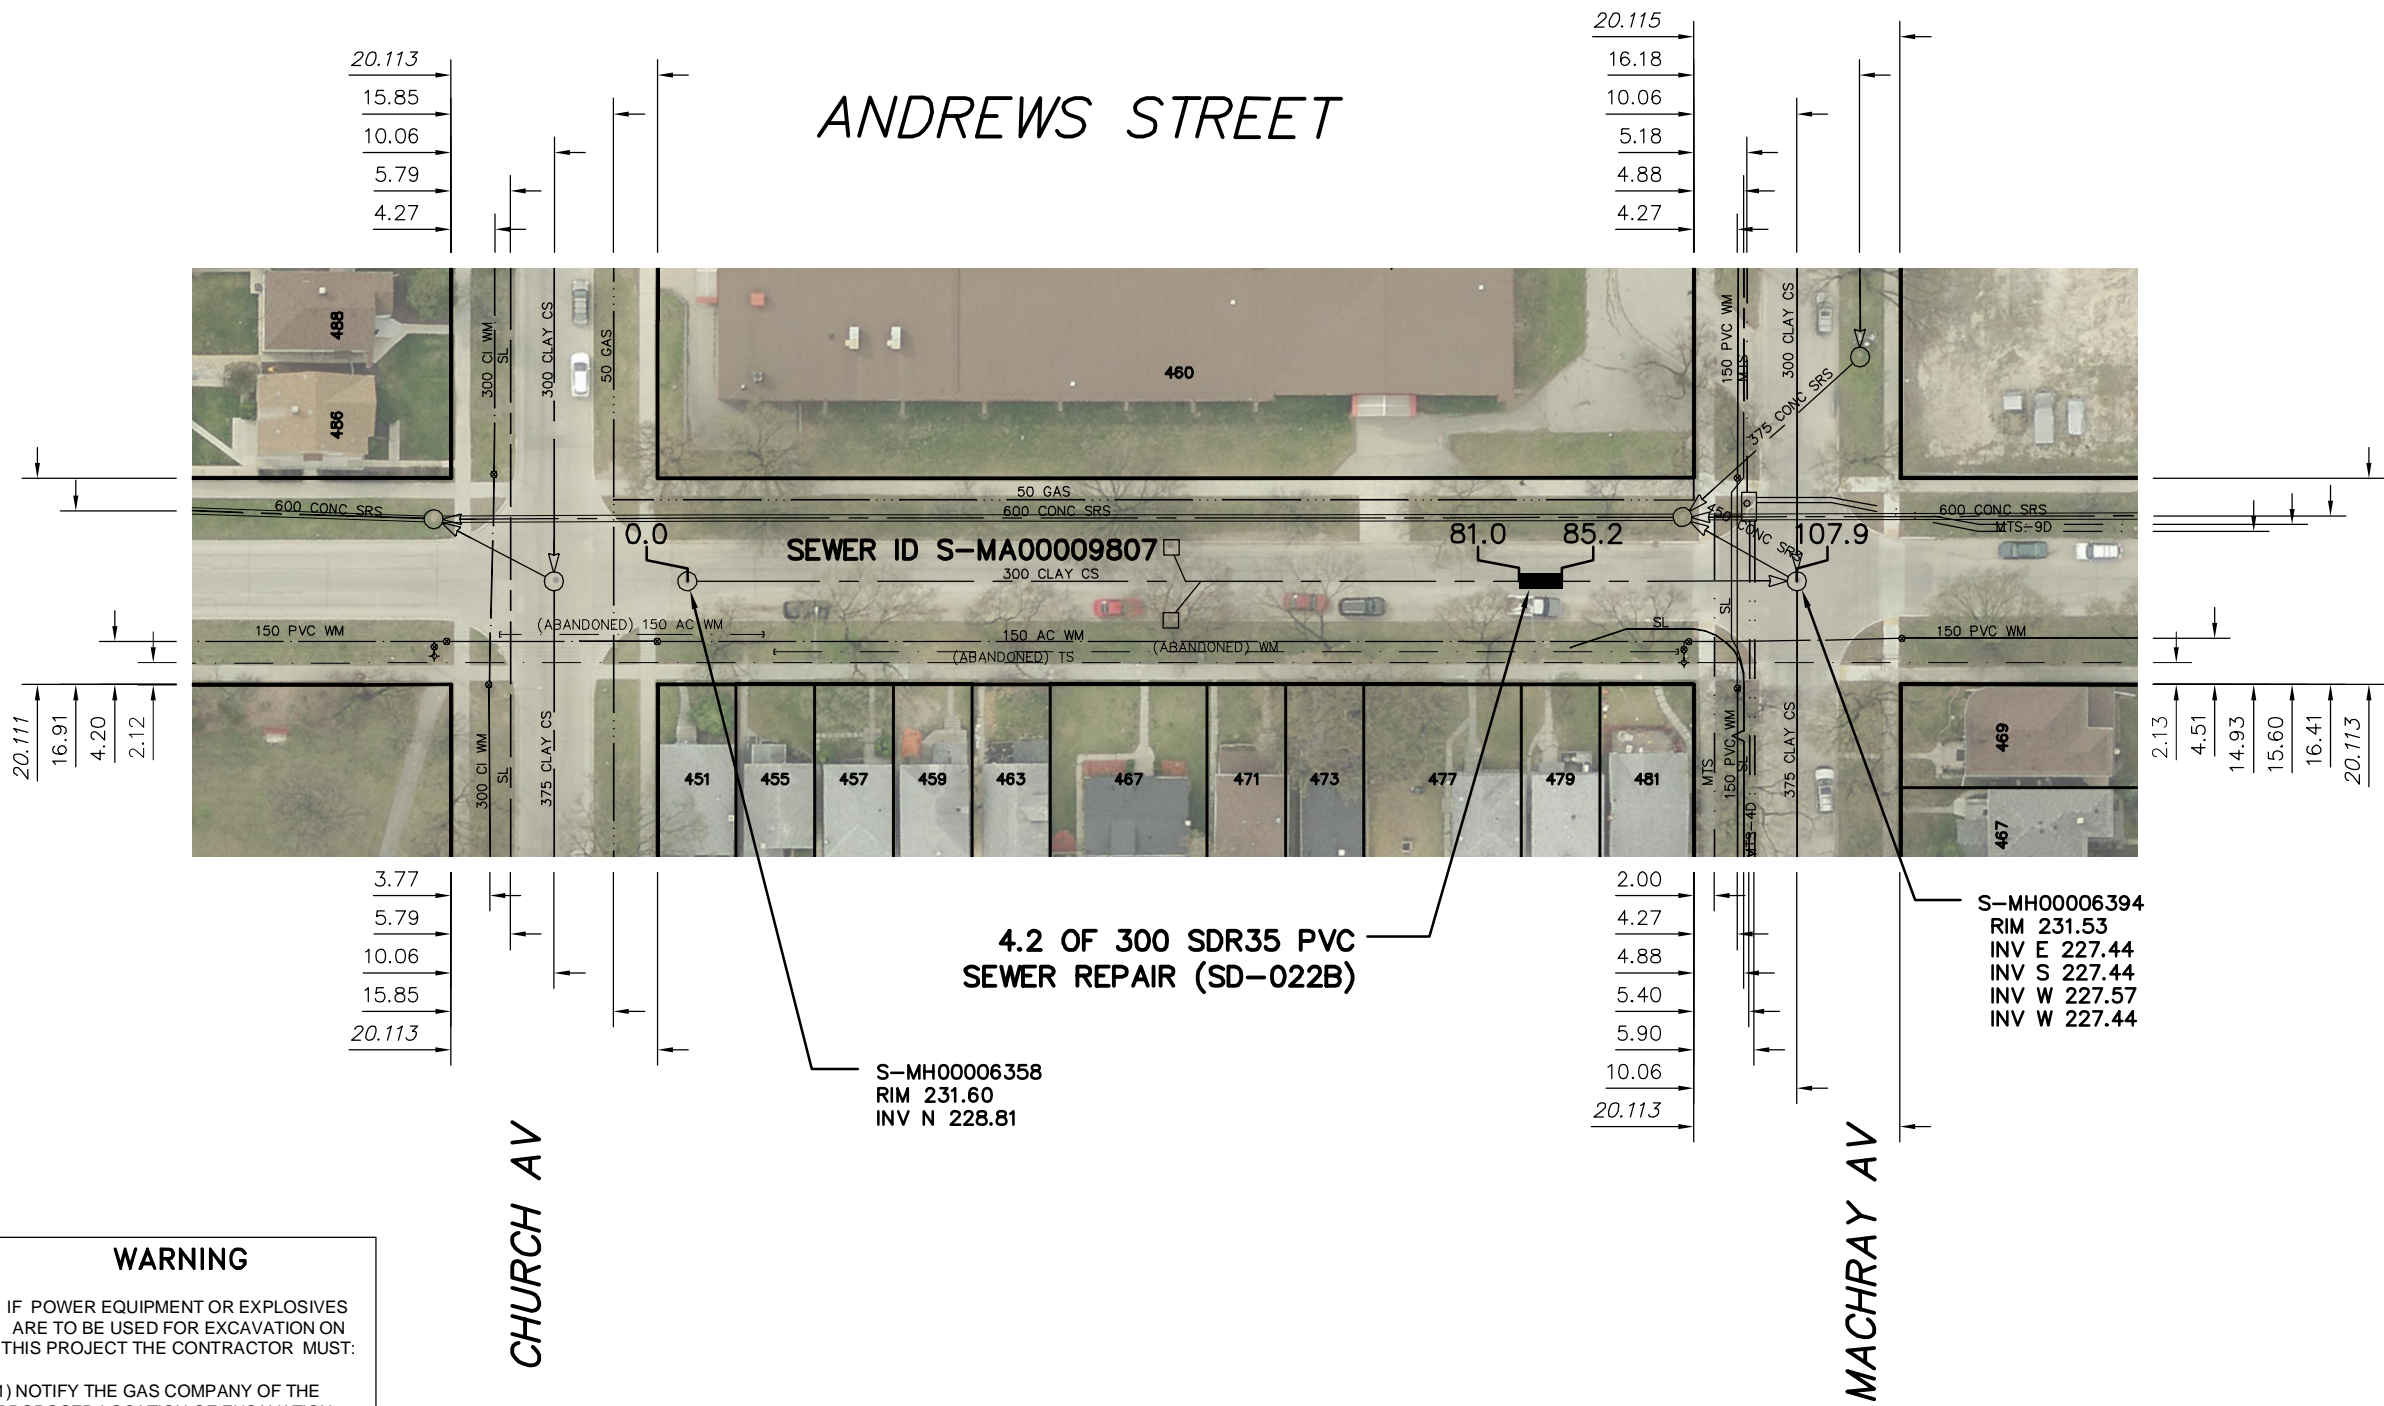 ANDREWS STREET
20.113
15.85
10.06
5.79
4.27
20.115
16.18
10.06
5.18
4.88
4.27
488
486
300 CI WM
SL
300 CLAY CS
50 GAS
460
150 PVC WM
MTS
300 CLAY CS
375 CONC SRS
600 CONC SRS
50 GAS
600 CONC SRS
450 CONC SRS
600 CONC SRS
MTS-9D
0.0
SEWER ID S-MA00009807
300 CLAY CS
81.0
85.2
107.9
150 PVC WM
(ABANDONED) 150 AC WM
150 AC WM
(ABANDONED) TS
(ABANDONED) WM
SL
SL
150 PVC WM
20.111
16.91
4.20
2.12
2.13
4.51
14.93
15.60
16.41
20.113
300 CI WM
SL
375 CLAY CS
451
455
457
459
463
467
471
473
477
479
481
MTS
150 PVC WM
SL
MTS-4D
375 CLAY CS
469
467
3.77
5.79
10.06
15.85
20.113
2.00
4.27
4.88
5.40
5.90
10.06
20.113
4.2 OF 300 SDR35 PVC
SEWER REPAIR (SD-022B)
S-MH00006394
RIM 231.53
INV E 227.44
INV S 227.44
INV W 227.57
INV W 227.44
S-MH00006358
RIM 231.60
INV N 228.81
CHURCH AV
MACHRAY AV
WARNING
IF POWER EQUIPMENT OR EXPLOSIVES
ARE TO BE USED FOR EXCAVATION ON
THIS PROJECT THE CONTRACTOR MUST:
1) NOTIFY THE GAS COMPANY OF THE